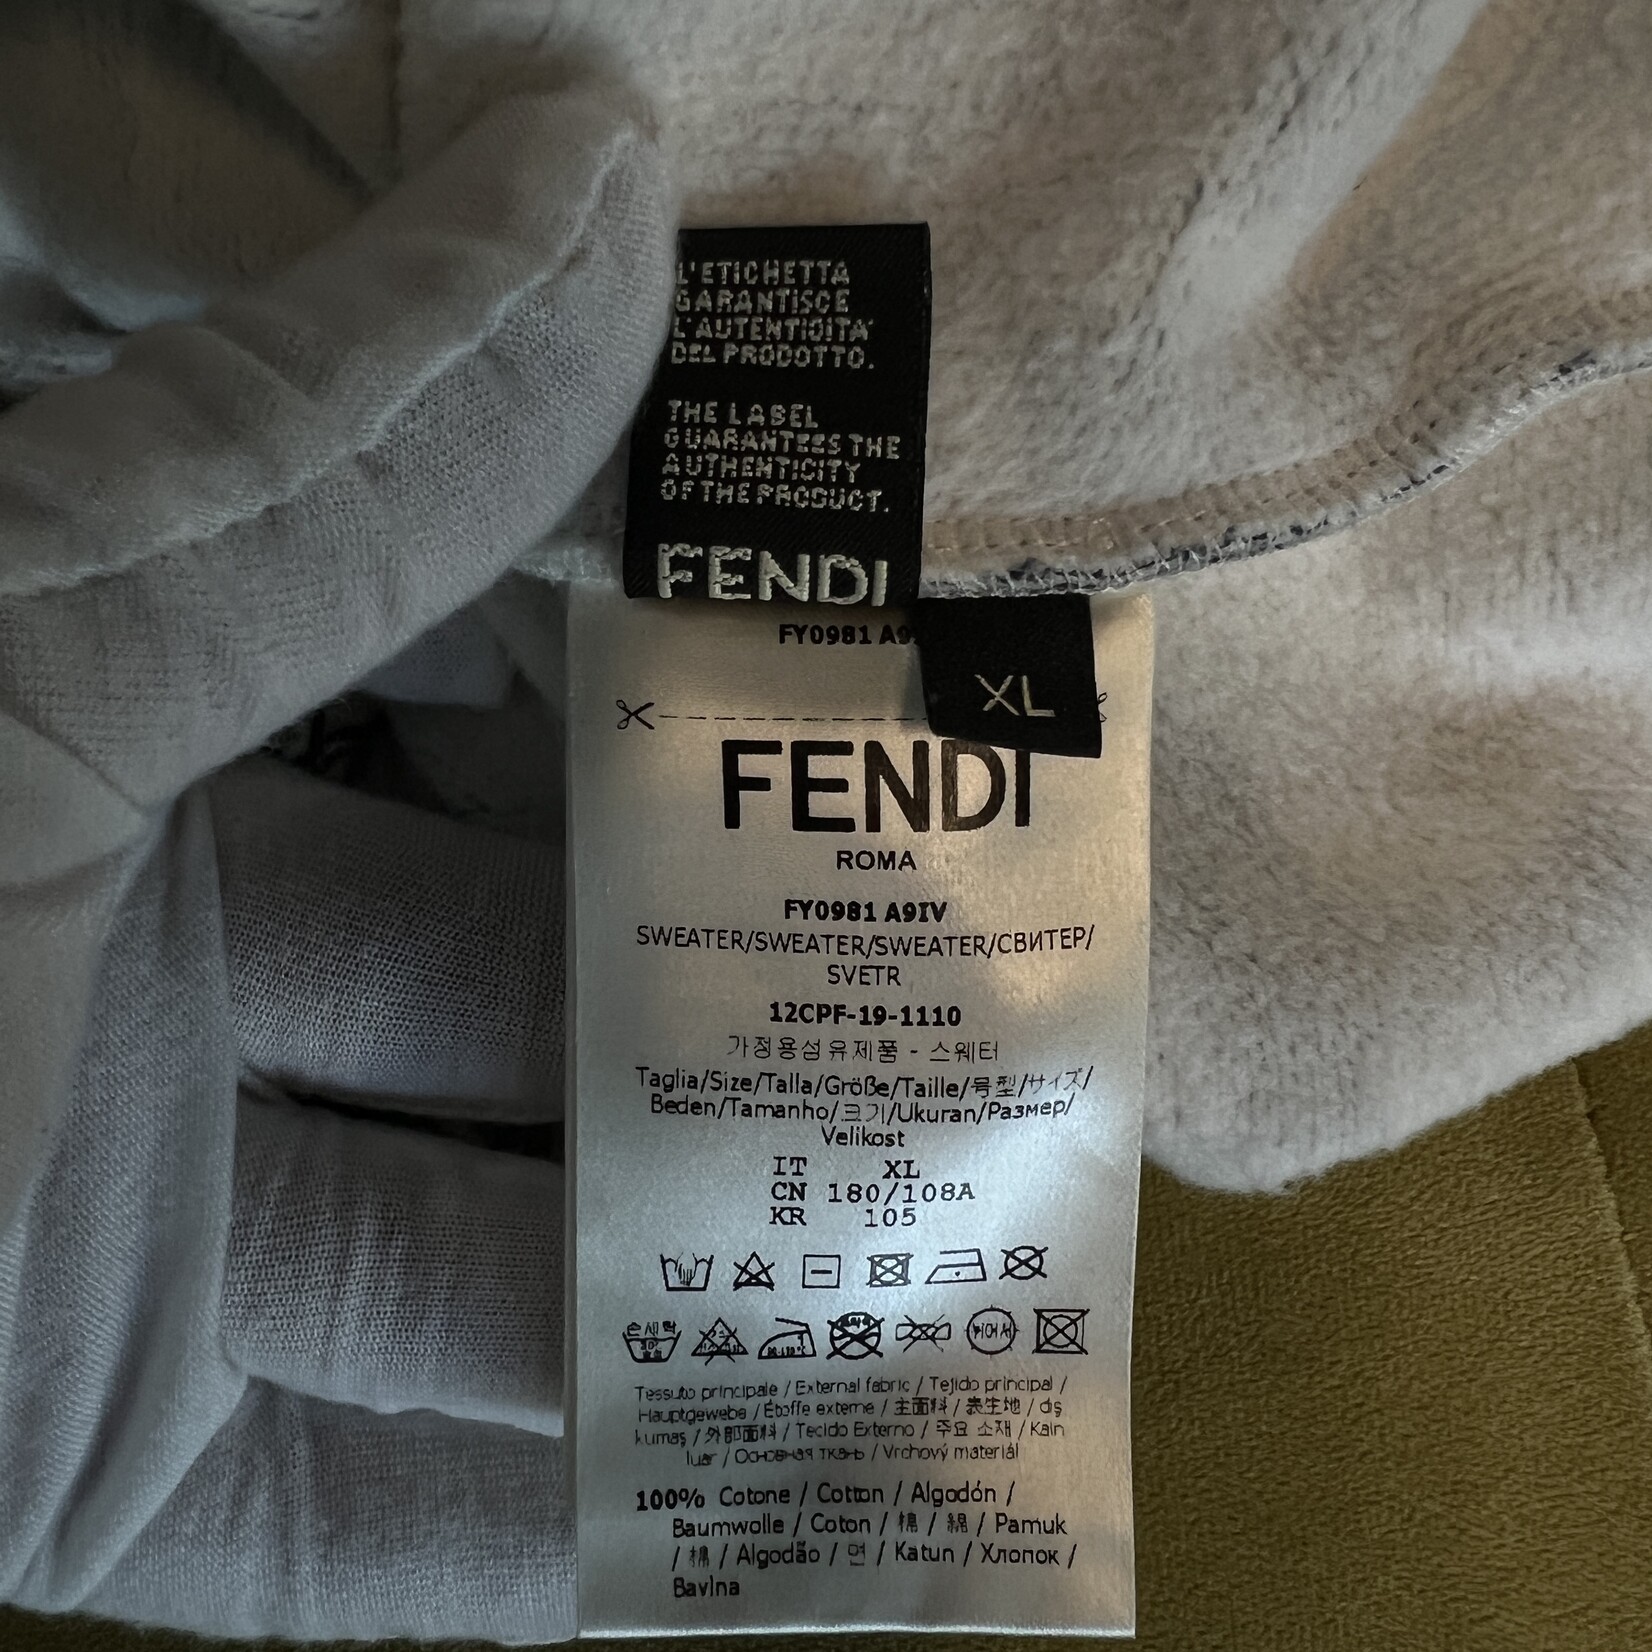 L'ETICHETTA
GARANTISCE
L'AUTENTICITA'
DEL PRODOTTO.
THE LABEL
GUARANTEES THE
AUTHENTICITY
OF THE PRODUCT.
FENDI
FY0981
XL
FENDI
ROMA
FY0981 A9IV
SWEATER/SWEATER/SWEATER/СВИТЕР/
SVETR
12CPF-19-1110
가정용섬유제품 - 스웨터
Taglia/Size/Talla/Größe/Taille/号型/サイズ/
Beden/Tamanho/크기/Ukuran/Размер/
Velikost
IT XL
CN 180/108A
KR 105
손세탁
Tessuto principale / External fabric / Tejido principal /
Hauptgewebe / Étoffe externe / 主面料 / 表生地 / dış
kumaş / 外部面料 / Tecido Externo / 주요 소재 / Kain
luar / Основная ткань / Vrchový materiál
100% Cotone / Cotton / Algodón /
Baumwolle / Coton / 棉 / 綿 / Pamuk
/ 棉 / Algodão / 면 / Katun / Хлопок /
Bavlna